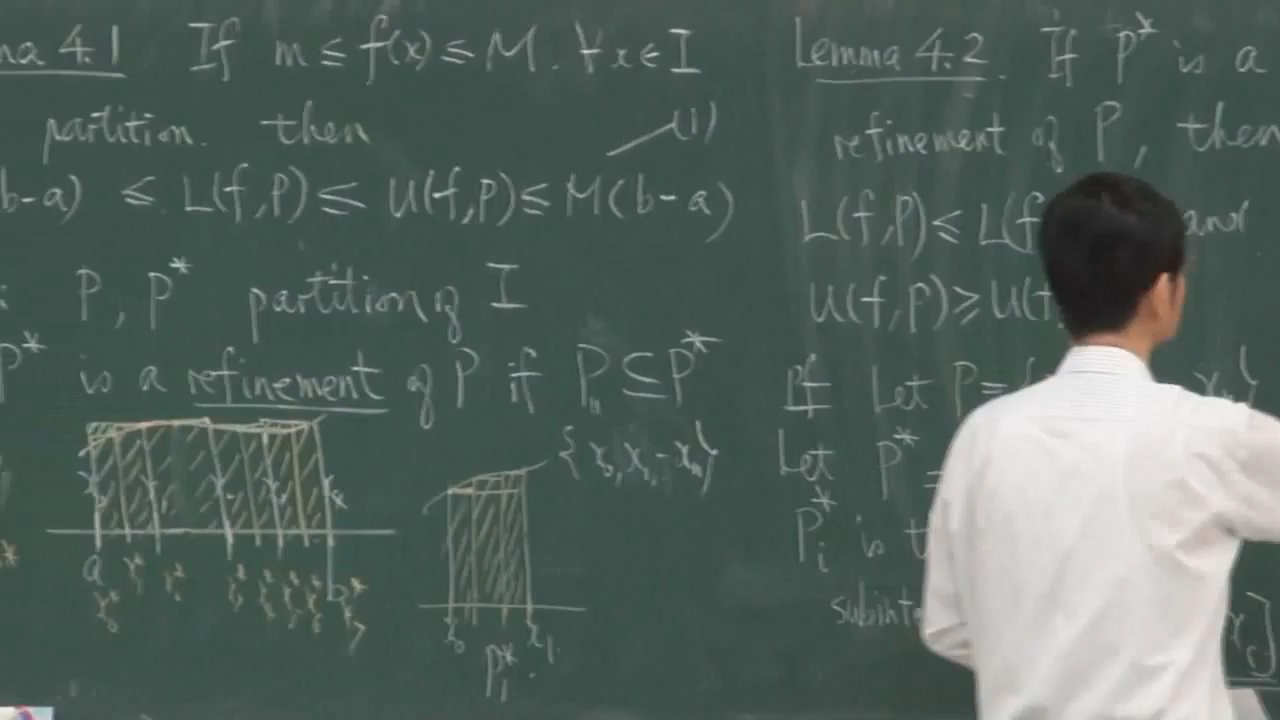 ma 4.1 If m ≤ f(x) ≤ M. ∀x∈I
partition. then
(1)
b-a) ≤ L(f,P) ≤ U(f,P) ≤ M(b-a)
: P, P* partition of I
P* is a refinement of P if P ⊆ P*
{x₀, x₁, - xₙ}
a
x₀ x₁
P₁*
Lemma 4.2. If P* is a
refinement of P, then
L(f,P) ≤ L(f and
U(f,P) ≥ U(f
Pf Let P = { xₙ}
Let P* =
Pᵢ* is t
subint xᵢ]